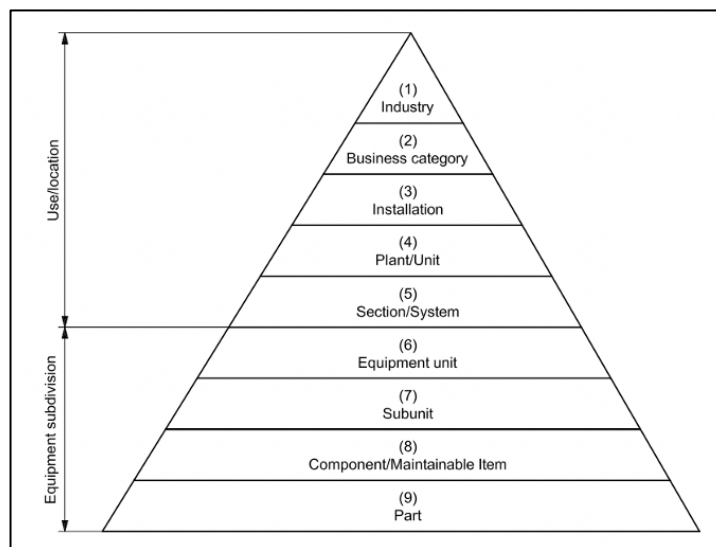 (1)
Industry
(2)
Business category
(3)
Installation
(4)
Plant/Unit
(5)
Section/System
(6)
Equipment unit
(7)
Subunit
(8)
Component/Maintainable Item
(9)
Part
Use/location
Equipment subdivision